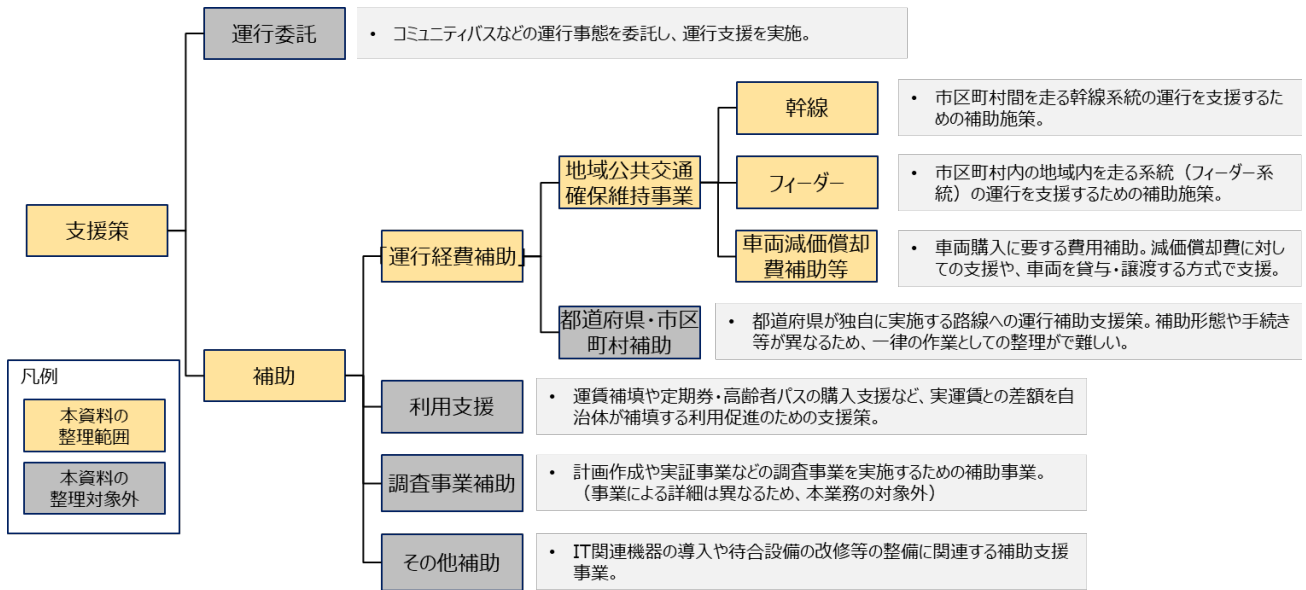 運行委託
• コミュニティバスなどの運行事態を委託し、運行支援を実施。
幹線
• 市区町村間を走る幹線系統の運行を支援するた
めの補助施策。
地域公共交通
確保維持事業
フィーダー
• 市区町村内の地域内を走る系統（フィーダー系
統）の運行を支援するための補助施策。
支援策
「運行経費補助」
車両減価償却
費補助等
• 車両購入に要する費用補助。減価償却費に対し
ての支援や、車両を貸与・譲渡する方式で支援。
都道府県・市区
町村補助
• 都道府県が独自に実施する路線への運行補助支援策。補助形態や手続き
等が異なるため、一律の作業としての整理がで難しい。
補助
凡例
本資料の
整理範囲
本資料の
整理対象外
利用支援
• 運賃補填や定期券・高齢者パスの購入支援など、実運賃との差額を自
治体が補填する利用促進のための支援策。
調査事業補助
• 計画作成や実証事業などの調査事業を実施するための補助事業。
（事業による詳細は異なるため、本業務の対象外）
その他補助
• IT関連機器の導入や待合設備の改修等の整備に関連する補助支援
事業。